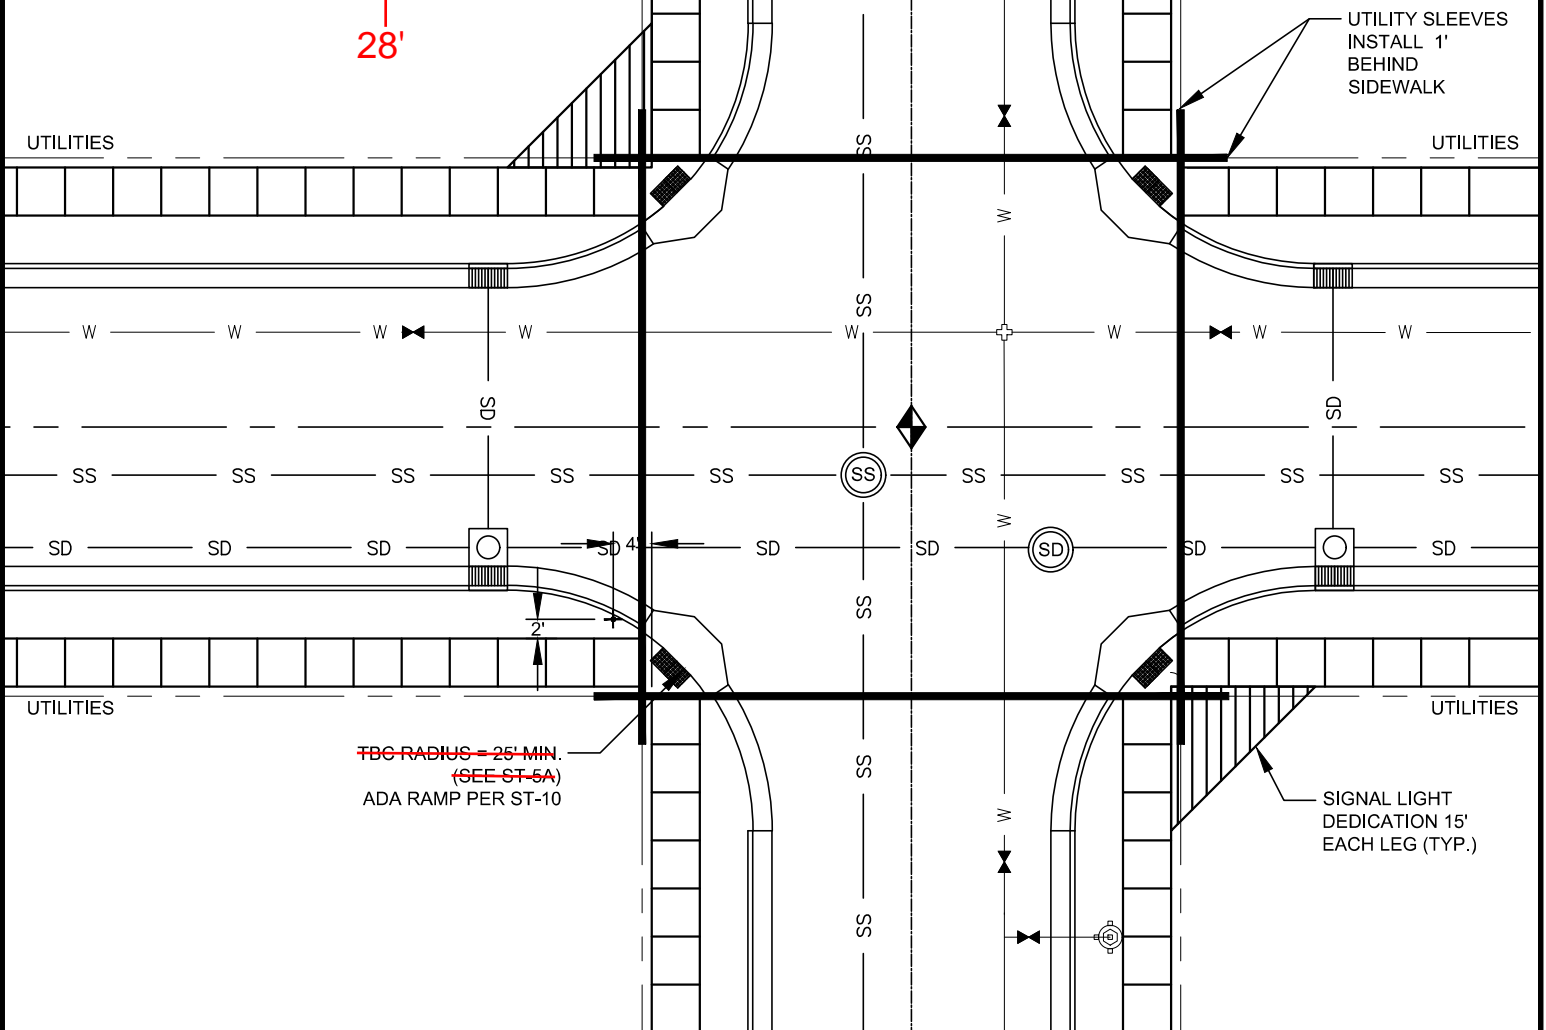 28'
UTILITY SLEEVES
INSTALL 1'
BEHIND
SIDEWALK
UTILITIES
UTILITIES
SS
W
SS
W W W W W W W W
SD
SD
SS SS SS SS SS SS SS SS SS SS
W
SD SD SD SD 4' SD SD SD SD SD
SS
2'
UTILITIES
UTILITIES
TBC RADIUS = 25' MIN.
(SEE ST-5A)
ADA RAMP PER ST-10
SS
W
SIGNAL LIGHT
DEDICATION 15'
EACH LEG (TYP.)
SS